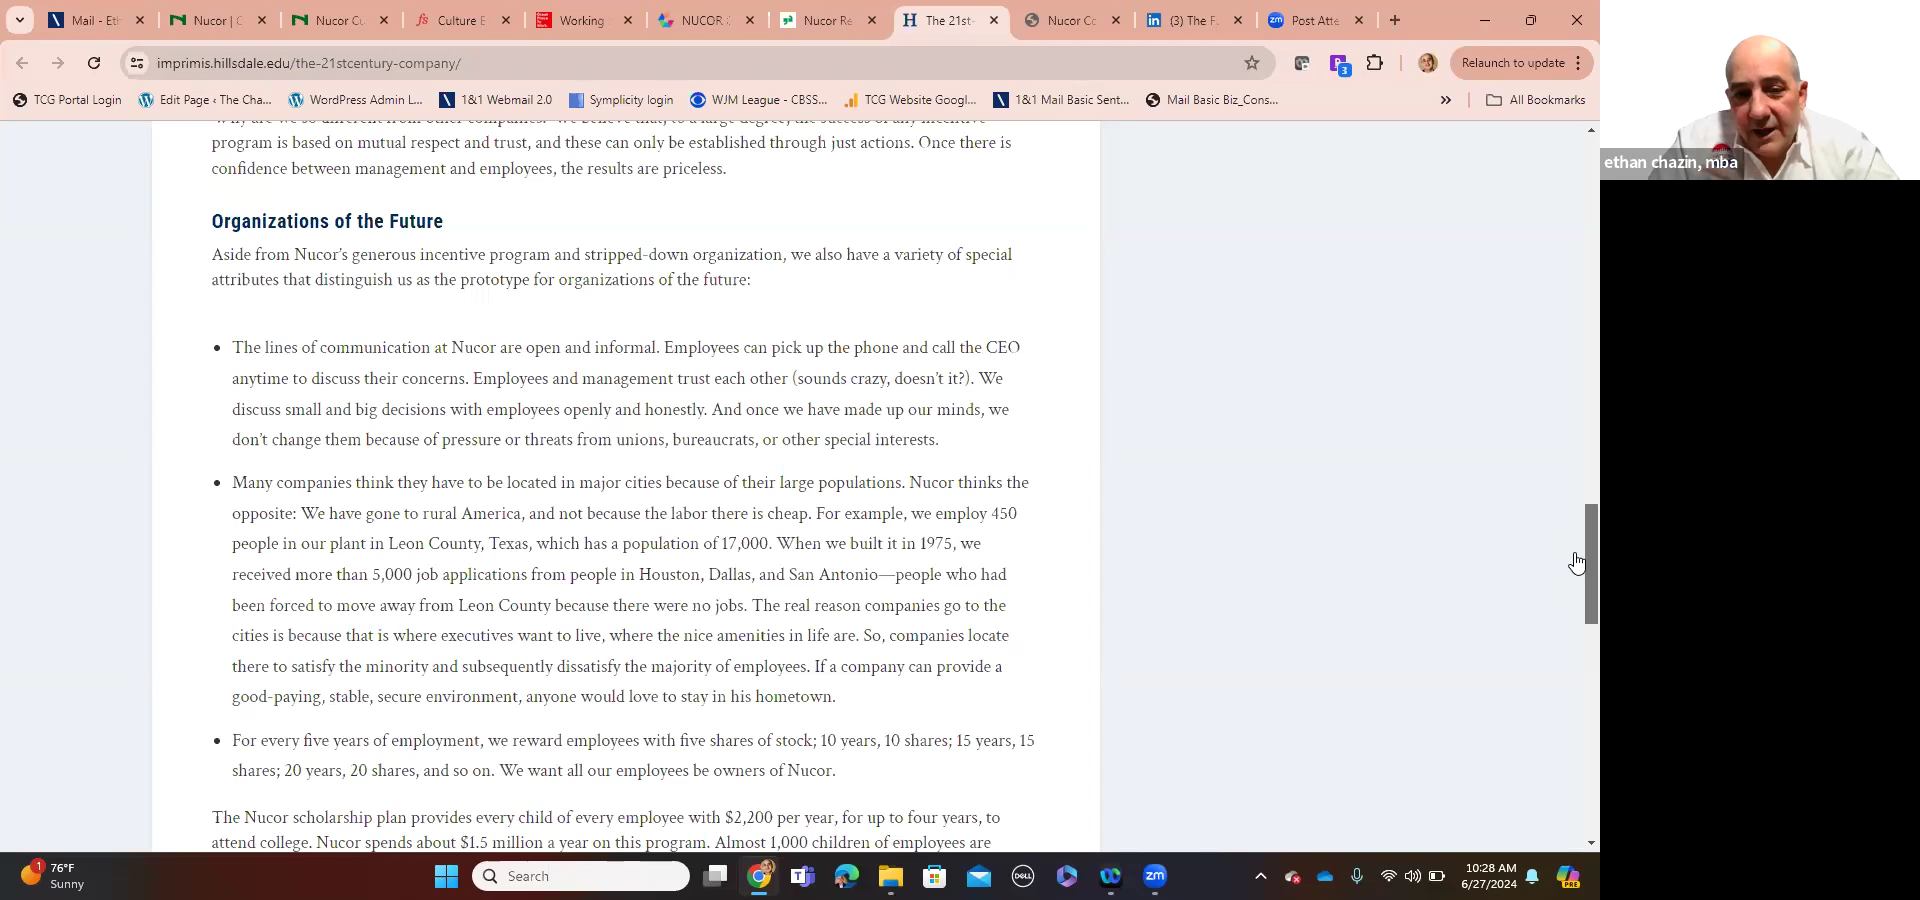 Mail - Eth
Nucor | C
Nucor Cu
Culture E
Working
NUCOR
Nucor Re
The 21st-
Nucor Co
(3) The F
Post Atte
imprimis.hillsdale.edu/the-21stcentury-company/
Relaunch to update
TCG Portal Login
Edit Page ‹ The Cha...
WordPress Admin L...
1&1 Webmail 2.0
Symplicity login
WJM League - CBSS...
TCG Website Googl...
1&1 Mail Basic Sent...
Mail Basic Biz_Cons...
All Bookmarks
ethan chazin, mba
program is based on mutual respect and trust, and these can only be established through just actions. Once there is
confidence between management and employees, the results are priceless.
Organizations of the Future
Aside from Nucor's generous incentive program and stripped-down organization, we also have a variety of special
attributes that distinguish us as the prototype for organizations of the future:
The lines of communication at Nucor are open and informal. Employees can pick up the phone and call the CEO
anytime to discuss their concerns. Employees and management trust each other (sounds crazy, doesn't it?). We
discuss small and big decisions with employees openly and honestly. And once we have made up our minds, we
don't change them because of pressure or threats from unions, bureaucrats, or other special interests.
Many companies think they have to be located in major cities because of their large populations. Nucor thinks the
opposite: We have gone to rural America, and not because the labor there is cheap. For example, we employ 450
people in our plant in Leon County, Texas, which has a population of 17,000. When we built it in 1975, we
received more than 5,000 job applications from people in Houston, Dallas, and San Antonio—people who had
been forced to move away from Leon County because there were no jobs. The real reason companies go to the
cities is because that is where executives want to live, where the nice amenities in life are. So, companies locate
there to satisfy the minority and subsequently dissatisfy the majority of employees. If a company can provide a
good-paying, stable, secure environment, anyone would love to stay in his hometown.
For every five years of employment, we reward employees with five shares of stock; 10 years, 10 shares; 15 years, 15
shares; 20 years, 20 shares, and so on. We want all our employees be owners of Nucor.
The Nucor scholarship plan provides every child of every employee with $2,200 per year, for up to four years, to
attend college. Nucor spends about $1.5 million a year on this program. Almost 1,000 children of employees are
76°F
Sunny
Search
10:28 AM
6/27/2024